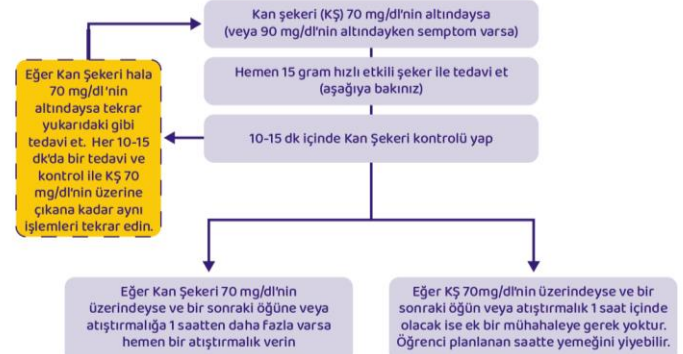 Kan şekeri (KŞ) 70 mg/dl'nin altındaysa
(veya 90 mg/dl'nin altındayken semptom varsa)
Hemen 15 gram hızlı etkili şeker ile tedavi et
(aşağıya bakınız)
10-15 dk içinde Kan Şekeri kontrolü yap
Eğer Kan Şekeri hala
70 mg/dl'nin
altındaysa tekrar
yukarıdaki gibi
tedavi et. Her 10-15
dk'da bir tedavi ve
kontrol ile KŞ 70
mg/dl'nin üzerine
çıkana kadar aynı
işlemleri tekrar edin.
Eğer Kan Şekeri 70 mg/dl'nin
üzerindeyse ve bir sonraki öğüne veya
atıştırmalığa 1 saatten daha fazla varsa
hemen bir atıştırmalık verin
Eğer KŞ 70mg/dl'nin üzerindeyse ve bir
sonraki öğün veya atıştırmalık 1 saat içinde
olacak ise ek bir mühahaleye gerek yoktur.
Öğrenci planlanan saatte yemeğini yiyebilir.